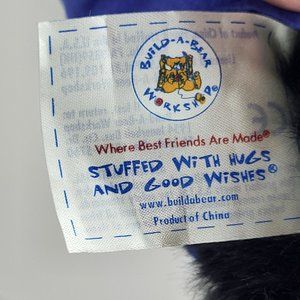 BUILD-A-BEAR
WORKSHOP®
Where Best Friends Are Made®
STUFFED WITH HUGS
AND GOOD WISHES®
www.buildabear.com
Product of China